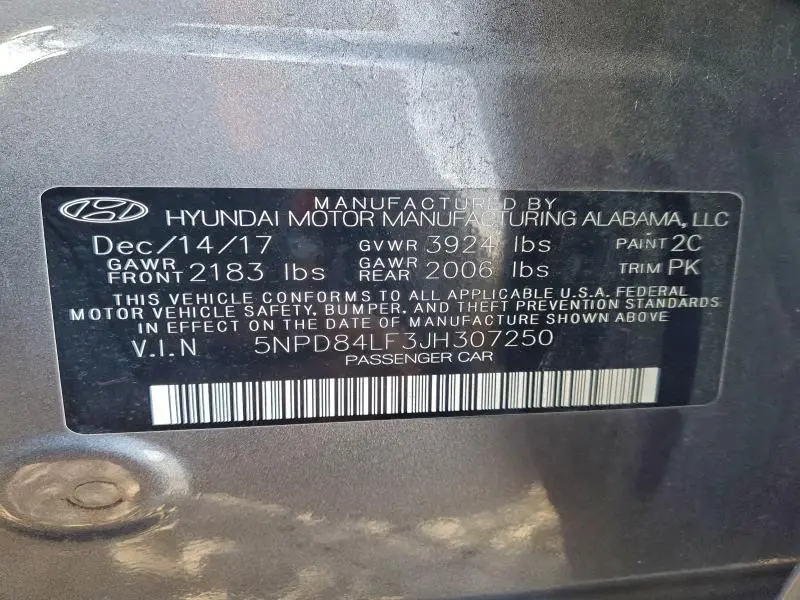 MANUFACTURED BY
HYUNDAI MOTOR MANUFACTURING ALABAMA, LLC
Dec/14/17 GVWR 3924 lbs PAINT 2C
GAWR FRONT 2183 lbs GAWR REAR 2006 lbs TRIM PK
THIS VEHICLE CONFORMS TO ALL APPLICABLE U.S.A. FEDERAL
MOTOR VEHICLE SAFETY, BUMPER, AND THEFT PREVENTION STANDARDS
IN EFFECT ON THE DATE OF MANUFACTURE SHOWN ABOVE.
V.I.N 5NPD84LF3JH307250
PASSENGER CAR